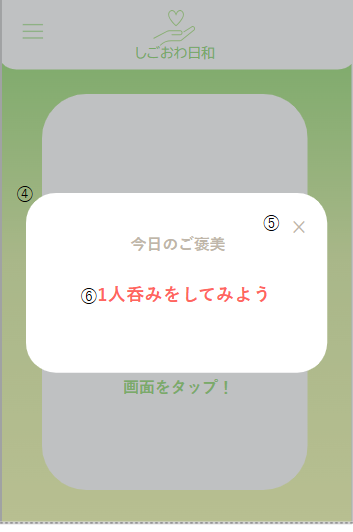 しごおわ日和
④
⑤
×
今日のご褒美
⑥1人呑みをしてみよう
画面をタップ！